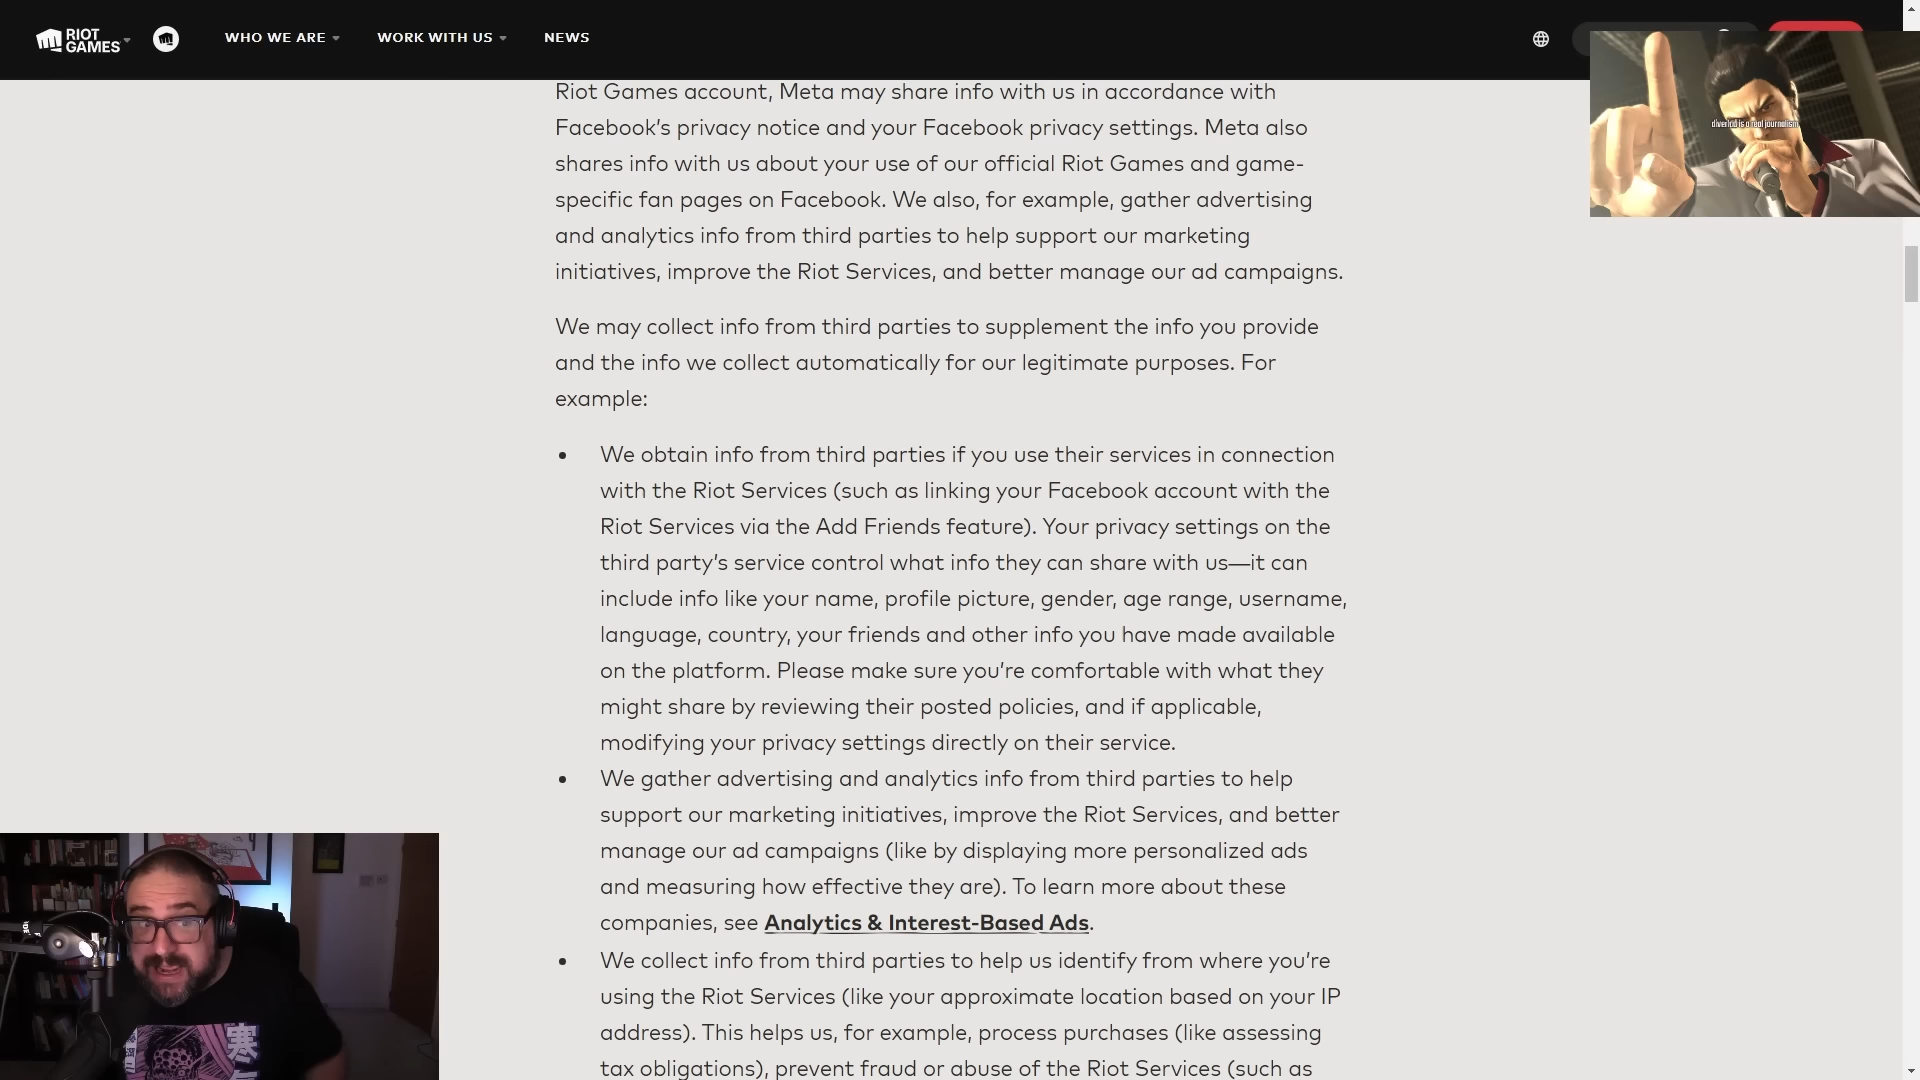 RIOT
GAMES
WHO WE ARE
WORK WITH US
NEWS
diverlad is a real journalism
Riot Games account, Meta may share info with us in accordance with
Facebook’s privacy notice and your Facebook privacy settings. Meta also
shares info with us about your use of our official Riot Games and game-
specific fan pages on Facebook. We also, for example, gather advertising
and analytics info from third parties to help support our marketing
initiatives, improve the Riot Services, and better manage our ad campaigns.
We may collect info from third parties to supplement the info you provide
and the info we collect automatically for our legitimate purposes. For
example:
We obtain info from third parties if you use their services in connection
with the Riot Services (such as linking your Facebook account with the
Riot Services via the Add Friends feature). Your privacy settings on the
third party’s service control what info they can share with us—it can
include info like your name, profile picture, gender, age range, username,
language, country, your friends and other info you have made available
on the platform. Please make sure you’re comfortable with what they
might share by reviewing their posted policies, and if applicable,
modifying your privacy settings directly on their service.
We gather advertising and analytics info from third parties to help
support our marketing initiatives, improve the Riot Services, and better
manage our ad campaigns (like by displaying more personalized ads
and measuring how effective they are). To learn more about these
companies, see Analytics & Interest-Based Ads.
We collect info from third parties to help us identify from where you’re
using the Riot Services (like your approximate location based on your IP
address). This helps us, for example, process purchases (like assessing
tax obligations), prevent fraud or abuse of the Riot Services (such as
寒